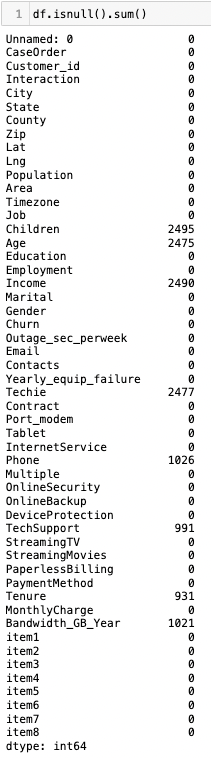 1 df.isnull().sum()
Unnamed: 0 0
CaseOrder 0
Customer_id 0
Interaction 0
City 0
State 0
County 0
Zip 0
Lat 0
Lng 0
Population 0
Area 0
Timezone 0
Job 0
Children 2495
Age 2475
Education 0
Employment 0
Income 2490
Marital 0
Gender 0
Churn 0
Outage_sec_perweek 0
Email 0
Contacts 0
Yearly_equip_failure 0
Techie 2477
Contract 0
Port_modem 0
Tablet 0
InternetService 0
Phone 1026
Multiple 0
OnlineSecurity 0
OnlineBackup 0
DeviceProtection 0
TechSupport 991
StreamingTV 0
StreamingMovies 0
PaperlessBilling 0
PaymentMethod 0
Tenure 931
MonthlyCharge 0
Bandwidth_GB_Year 1021
item1 0
item2 0
item3 0
item4 0
item5 0
item6 0
item7 0
item8 0
dtype: int64